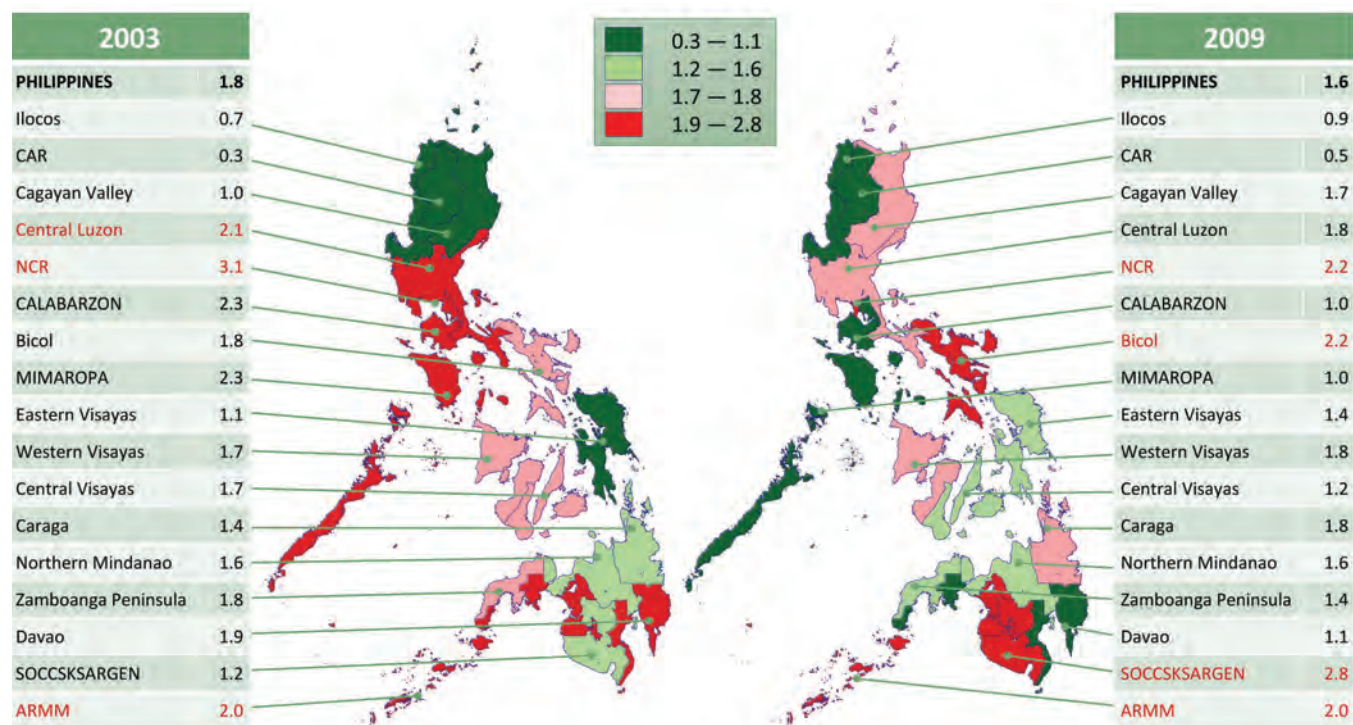 2003
PHILIPPINES 1.8
Ilocos 0.7
CAR 0.3
Cagayan Valley 1.0
Central Luzon 2.1
NCR 3.1
CALABARZON 2.3
Bicol 1.8
MIMAROPA 2.3
Eastern Visayas 1.1
Western Visayas 1.7
Central Visayas 1.7
Caraga 1.4
Northern Mindanao 1.6
Zamboanga Peninsula 1.8
Davao 1.9
SOCCSKSARGEN 1.2
ARMM 2.0
0.3 — 1.1
1.2 — 1.6
1.7 — 1.8
1.9 — 2.8
2009
PHILIPPINES 1.6
Ilocos 0.9
CAR 0.5
Cagayan Valley 1.7
Central Luzon 1.8
NCR 2.2
CALABARZON 1.0
Bicol 2.2
MIMAROPA 1.0
Eastern Visayas 1.4
Western Visayas 1.8
Central Visayas 1.2
Caraga 1.8
Northern Mindanao 1.6
Zamboanga Peninsula 1.4
Davao 1.1
SOCCSKSARGEN 2.8
ARMM 2.0